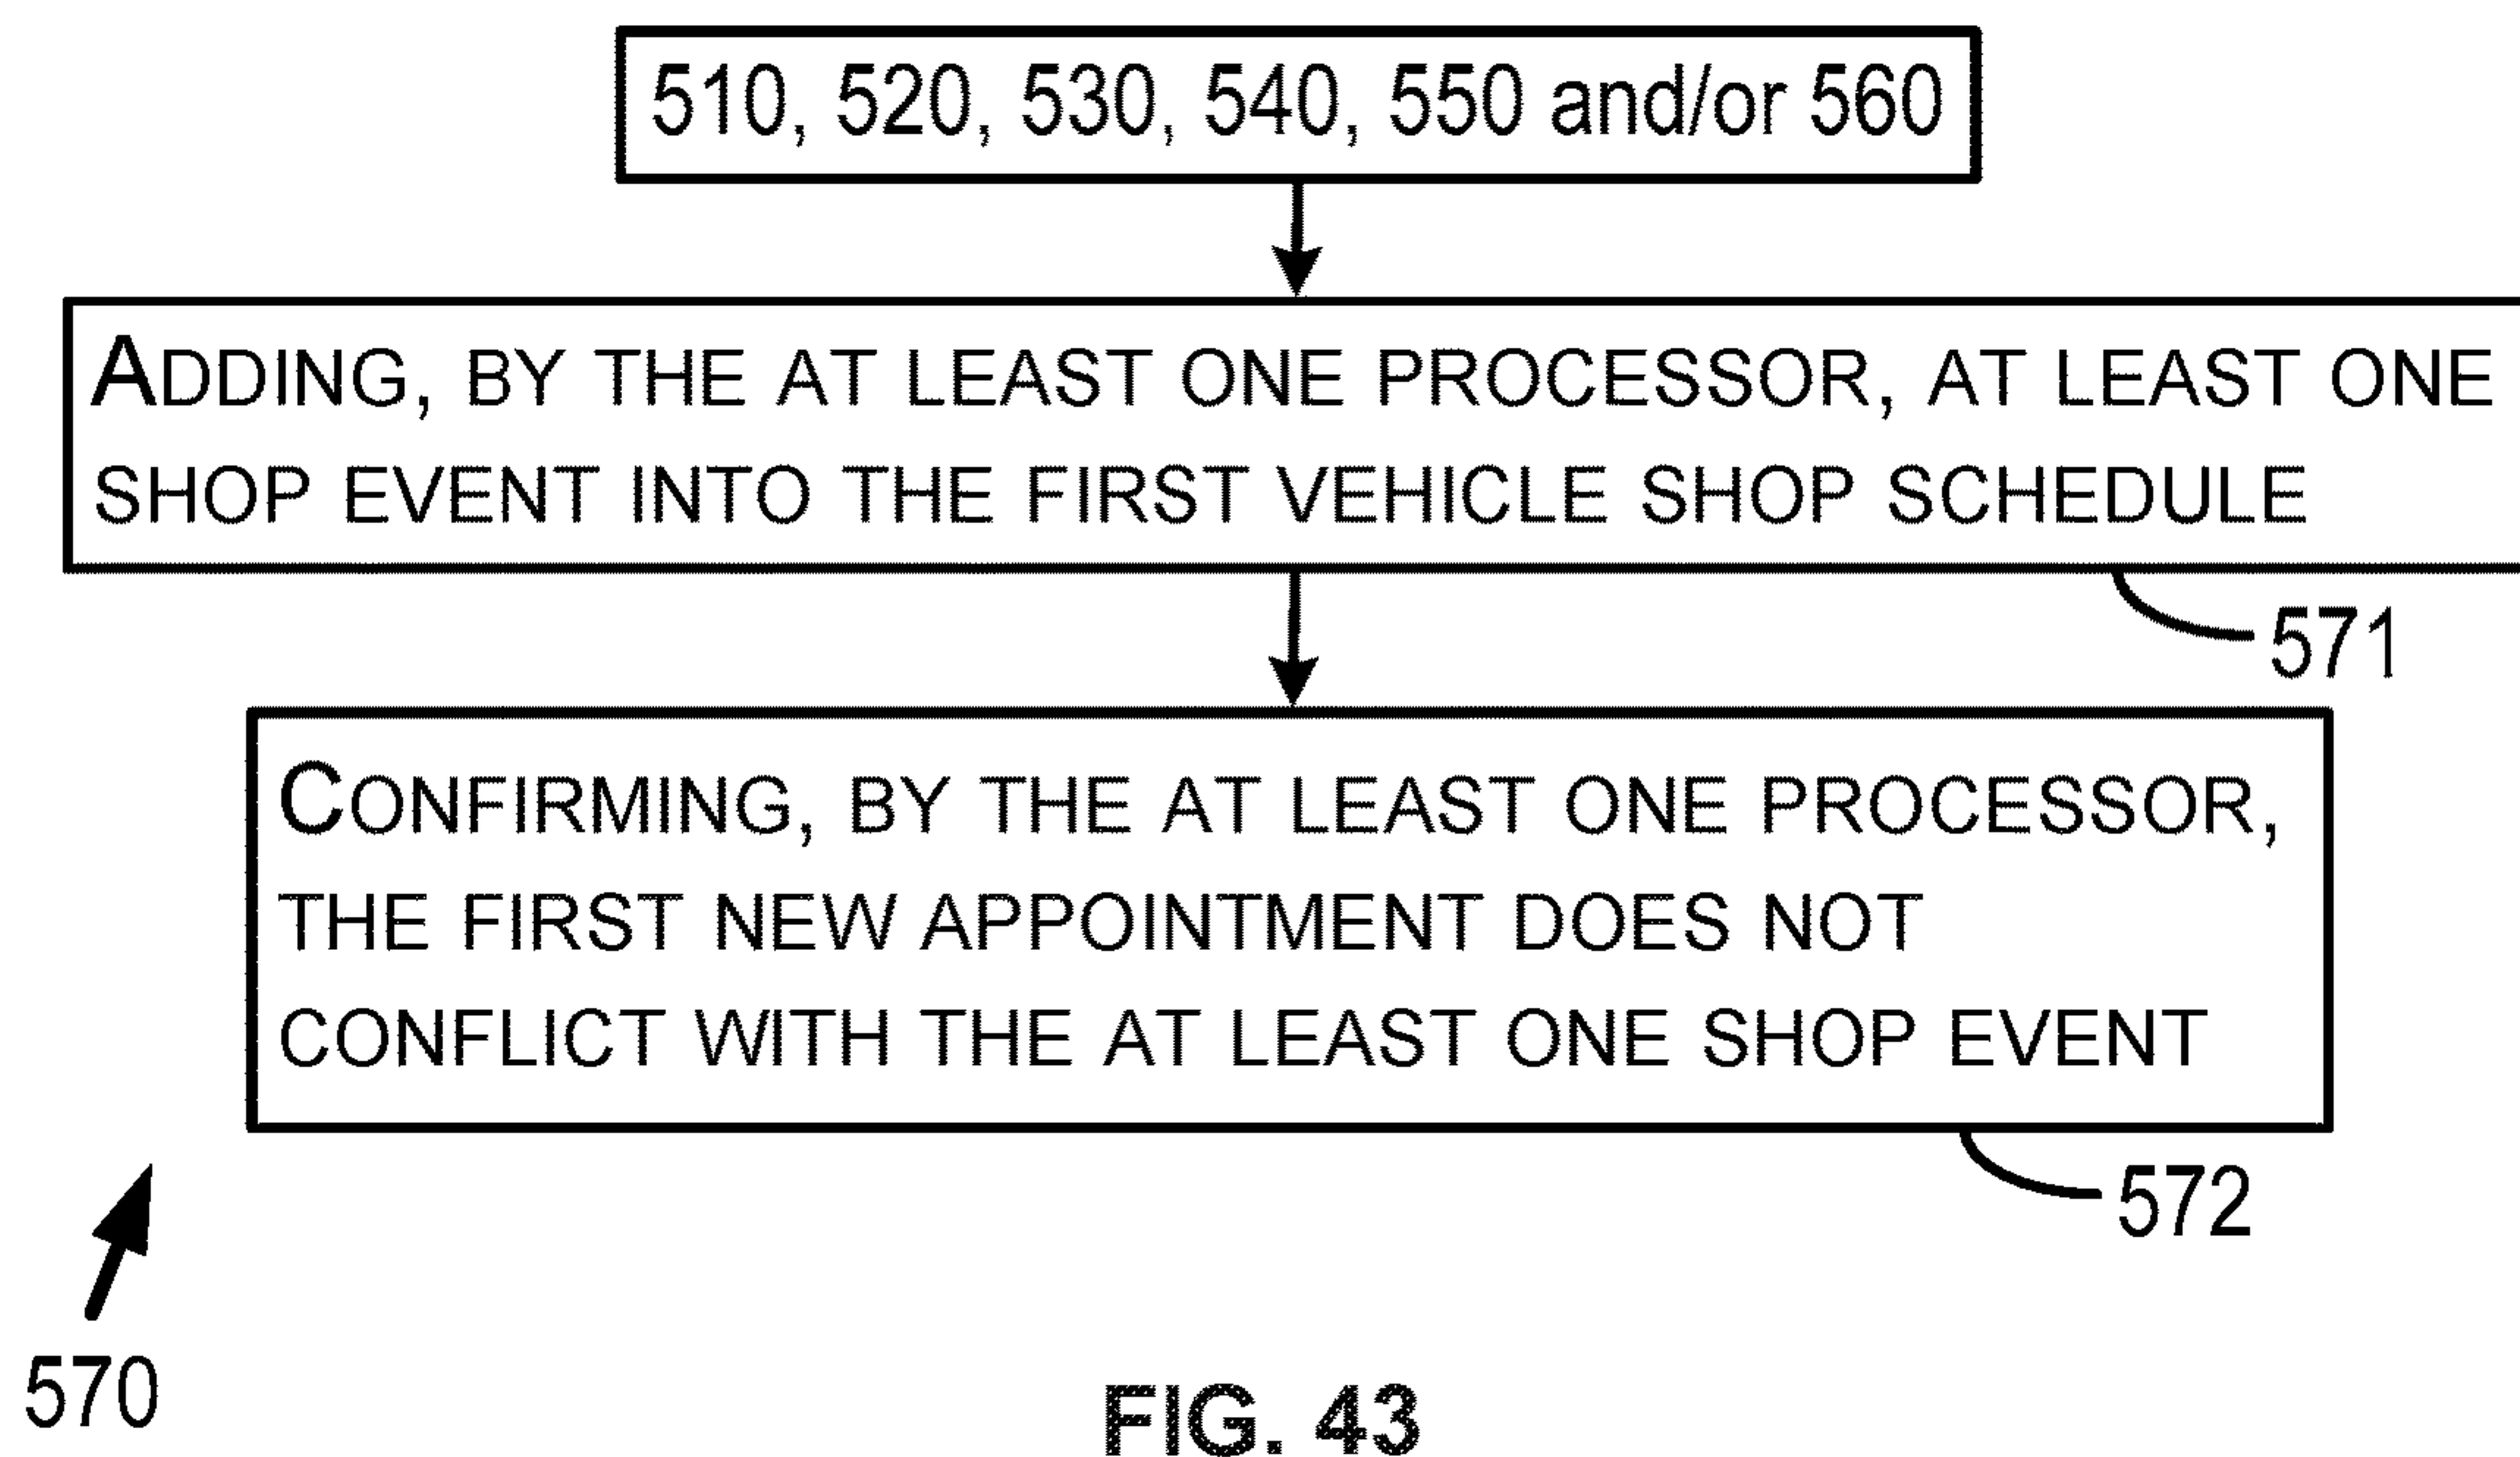 510, 520, 530, 540, 550 and/or 560
ADDING, BY THE AT LEAST ONE PROCESSOR, AT LEAST ONE
SHOP EVENT INTO THE FIRST VEHICLE SHOP SCHEDULE
571
CONFIRMING, BY THE AT LEAST ONE PROCESSOR,
THE FIRST NEW APPOINTMENT DOES NOT
CONFLICT WITH THE AT LEAST ONE SHOP EVENT
572
570
FIG. 43